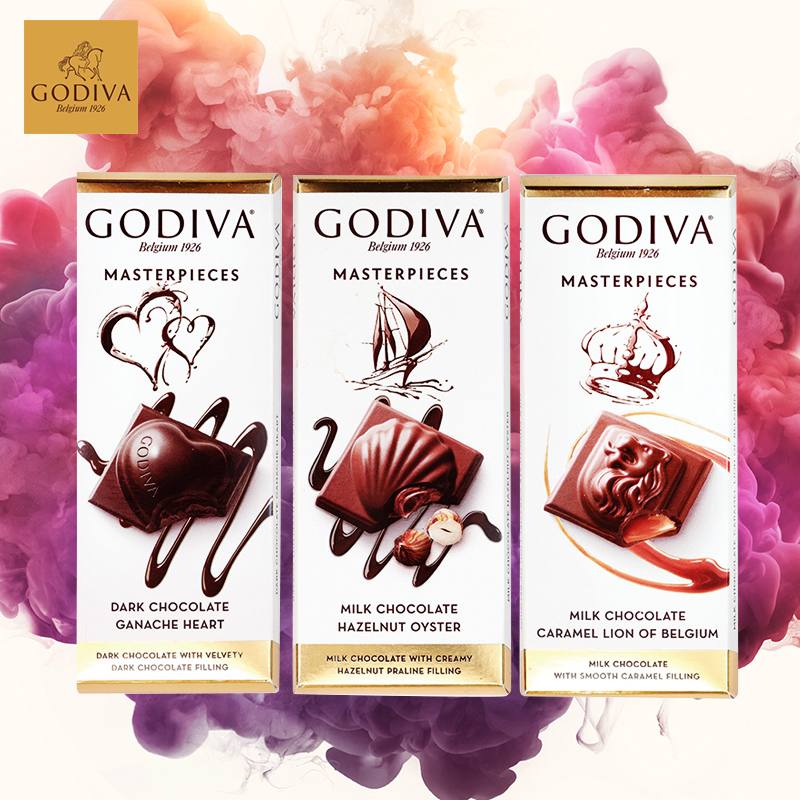 GODIVA
Belgium 1926
GODIVA®
Belgium 1926
MASTERPIECES
GODIVA
DARK CHOCOLATE
GANACHE HEART
DARK CHOCOLATE WITH VELVETY
DARK CHOCOLATE FILLING
GODIVA®
Belgium 1926
MASTERPIECES
MILK CHOCOLATE
HAZELNUT OYSTER
MILK CHOCOLATE WITH CREAMY
HAZELNUT PRALINE FILLING
GODIVA®
Belgium 1926
MASTERPIECES
MILK CHOCOLATE
CARAMEL LION OF BELGIUM
MILK CHOCOLATE
WITH SMOOTH CARAMEL FILLING